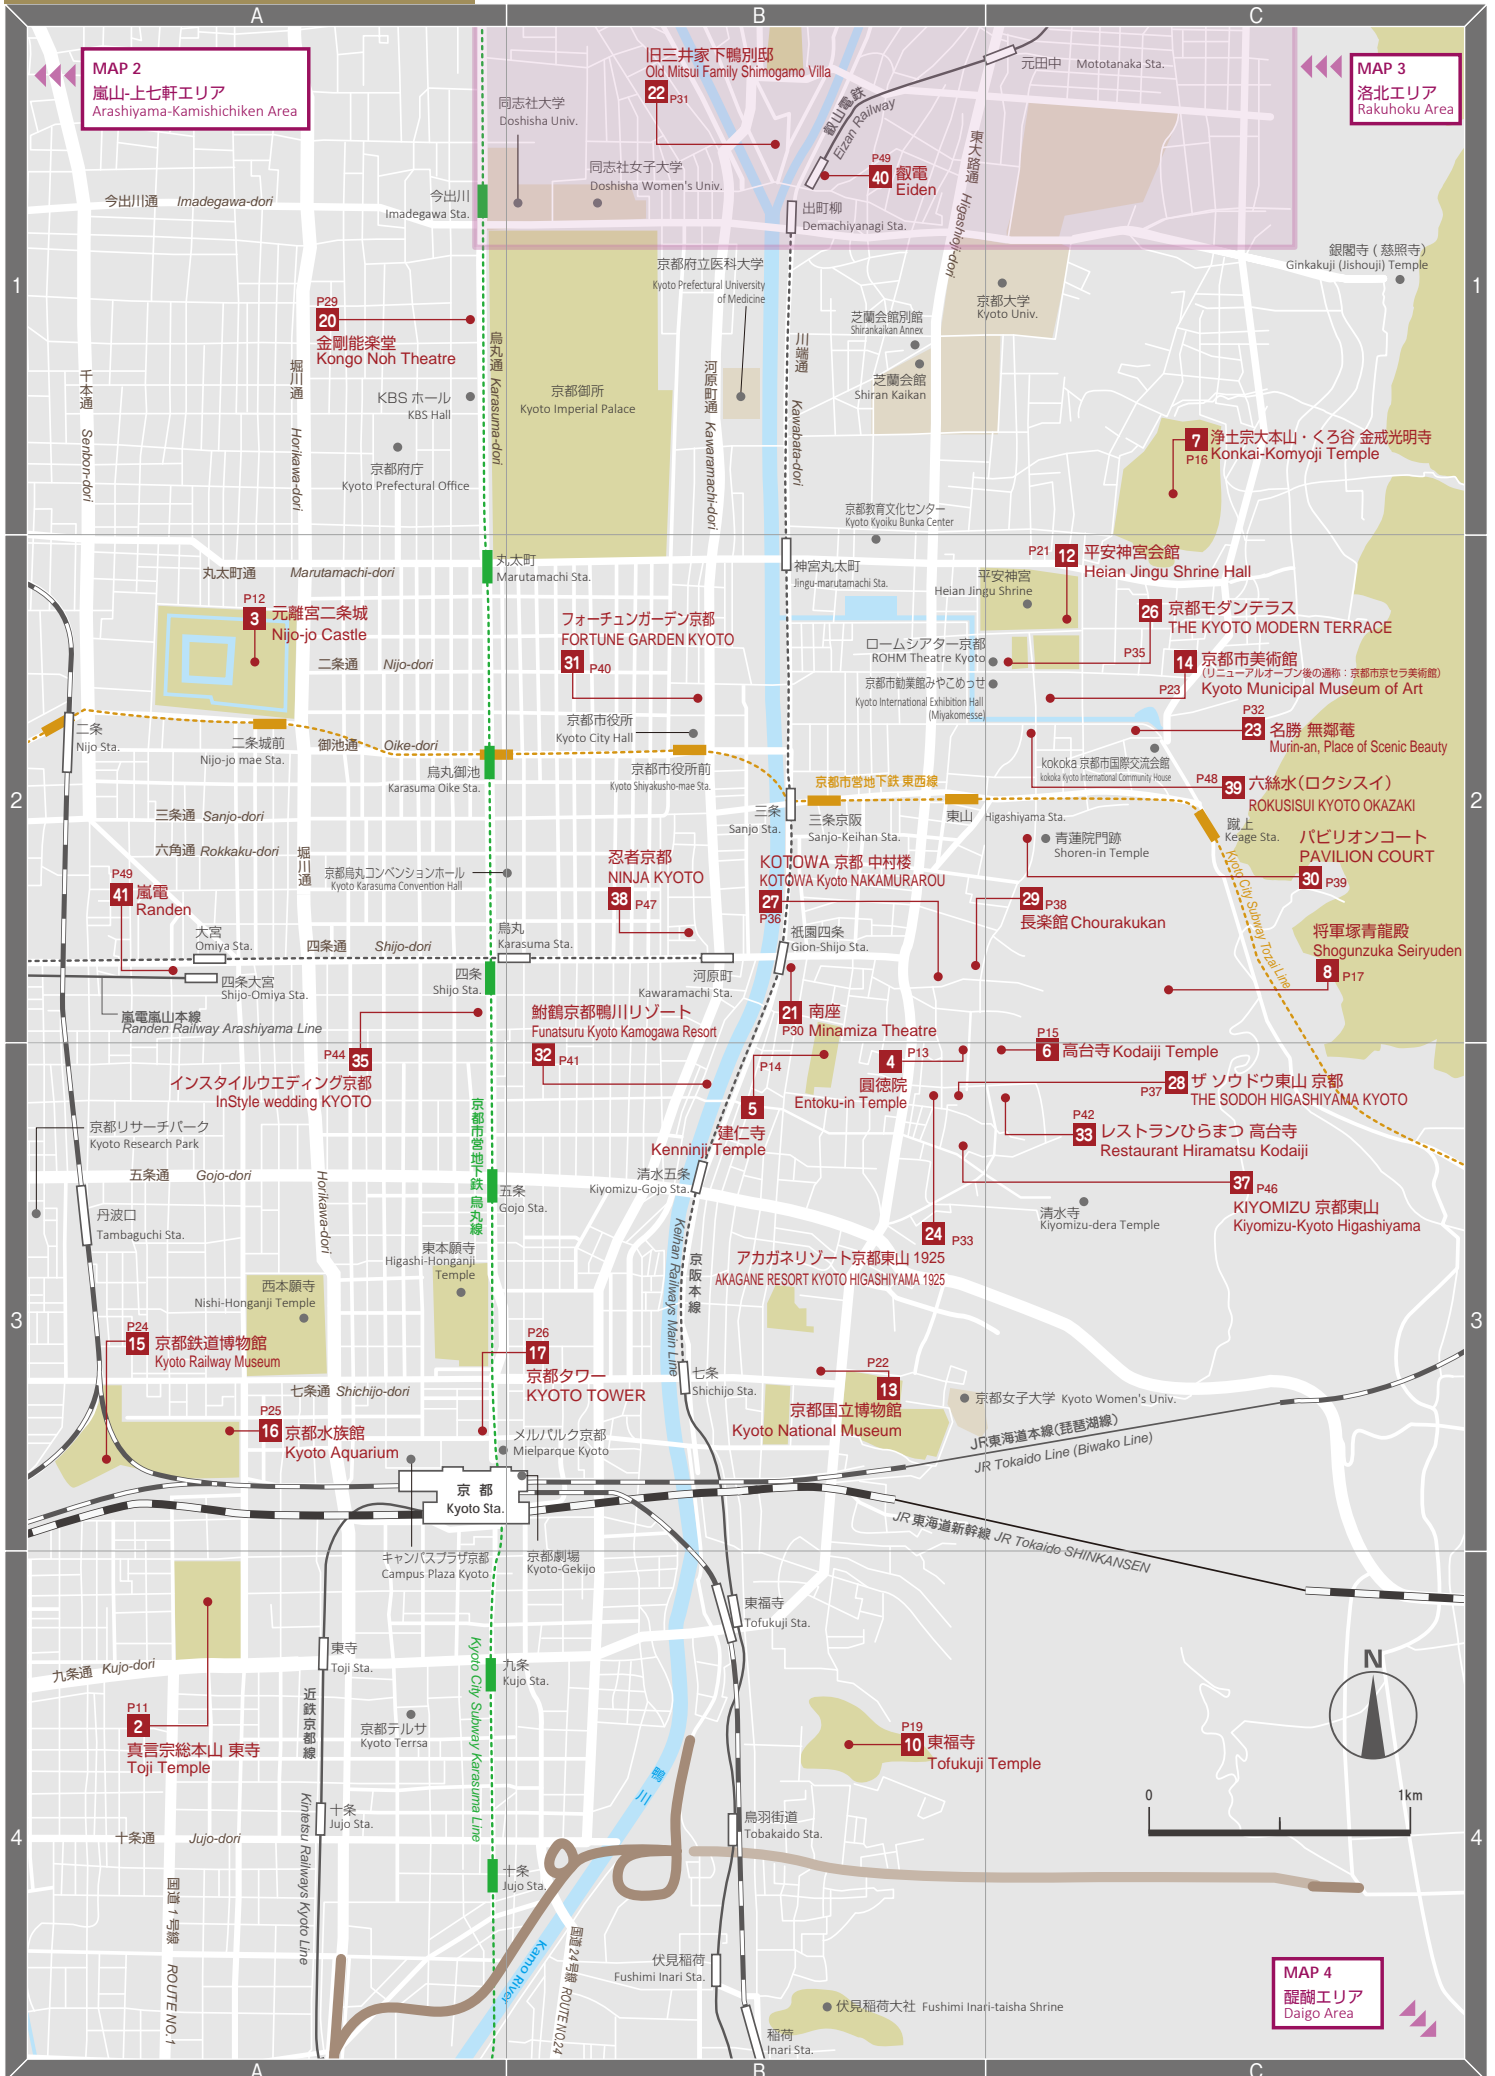 A
B
C
MAP 2
嵐山-上七軒エリア
Arashiyama-Kamishichiken Area
旧三井家下鴨別邸
Old Mitsui Family Shimogamo Villa
22 P31
元田中 Mototanaka Sta.
MAP 3
洛北エリア
Rakuhoku Area
同志社大学
Doshisha Univ.
叡山電鉄
Eizan Railway
同志社女子大学
Doshisha Women's Univ.
P49
40 叡電
Eiden
東大路通 Higashioji-dori
今出川通 Imadegawa-dori
今出川
Imadegawa Sta.
出町柳
Demachiyanagi Sta.
銀閣寺 ( 慈照寺 )
Ginkakuji (Jishouji) Temple
京都府立医科大学
Kyoto Prefectural University
of Medicine
1
1
京都大学
Kyoto Univ.
P29
20
金剛能楽堂
Kongo Noh Theatre
芝蘭会館別館
Shirankaikan Annex
芝蘭会館
Shiran Kaikan
千本通 Senbon-dori
堀川通 Horikawa-dori
烏丸通 Karasuma-dori
河原町通 Kawaramachi-dori
川端通 Kawabata-dori
KBS ホール
KBS Hall
京都御所
Kyoto Imperial Palace
京都府庁
Kyoto Prefectural Office
7 浄土宗大本山・くろ谷 金戒光明寺
P16 Konkai-Komyoji Temple
京都教育文化センター
Kyoto Kyoiku Bunka Center
丸太町通 Marutamachi-dori
丸太町
Marutamachi Sta.
神宮丸太町
Jingu-marutamachi Sta.
平安神宮
Heian Jingu Shrine
P21 12 平安神宮会館
Heian Jingu Shrine Hall
P12
3 元離宮二条城
Nijo-jo Castle
フォーチュンガーデン京都
FORTUNE GARDEN KYOTO
31 P40
26 京都モダンテラス
THE KYOTO MODERN TERRACE
P35
ロームシアター京都
ROHM Theatre Kyoto
14 京都市美術館
(リニューアルオープン後の通称：京都市京セラ美術館)
P23 Kyoto Municipal Museum of Art
二条通 Nijo-dori
京都市勧業館みやこめっせ
Kyoto International Exhibition Hall
(Miyakomesse)
P32
23 名勝 無鄰菴
Murin-an, Place of Scenic Beauty
二条
Nijo Sta.
二条城前
Nijo-jo mae Sta.
御池通 Oike-dori
京都市役所
Kyoto City Hall
烏丸御池
Karasuma Oike Sta.
京都市役所前
Kyoto Shiyakusho-mae Sta.
kokoka 京都市国際交流会館
kokoka Kyoto International Community House
京都市営地下鉄 東西線
P48
39 六絲水(ロクシスイ)
ROKUSISUI KYOTO OKAZAKI
2
2
三条通 Sanjo-dori
三条
Sanjo Sta.
三条京阪
Sanjo-Keihan Sta.
東山 Higashiyama Sta.
蹴上
Keage Sta.
六角通 Rokkaku-dori
堀川通
青蓮院門跡
Shoren-in Temple
パビリオンコート
PAVILION COURT
30 P39
京都烏丸コンベンションホール
Kyoto Karasuma Convention Hall
忍者京都
NINJA KYOTO
38 P47
KOTOWA 京都 中村楼
KOTOWA Kyoto NAKAMURAROU
27
P36
P49
41 嵐電
Randen
29 P38
長楽館 Chourakukan
Kyoto City Subway Tozai Line
大宮
Omiya Sta.
四条通 Shijo-dori
烏丸
Karasuma Sta.
祇園四条
Gion-Shijo Sta.
将軍塚青龍殿
Shogunzuka Seiryuden
8 P17
四条大宮
Shijo-Omiya Sta.
四条
Shijo Sta.
河原町
Kawaramachi Sta.
嵐電嵐山本線
Randen Railway Arashiyama Line
鮒鶴京都鴨川リゾート
Funatsuru Kyoto Kamogawa Resort
32 P41
21 南座
P30 Minamiza Theatre
P44 35
インスタイルウエディング京都
InStyle wedding KYOTO
P14
5
建仁寺
Kenninji Temple
4 P13
圓徳院
Entoku-in Temple
P15
6 高台寺 Kodaiji Temple
28 ザ ソウドウ東山 京都
P37 THE SODOH HIGASHIYAMA KYOTO
京都リサーチパーク
Kyoto Research Park
京都市営地下鉄 烏丸線
P42
33 レストランひらまつ 高台寺
Restaurant Hiramatsu Kodaiji
五条通 Gojo-dori
Horikawa-dori
五条
Gojo Sta.
清水五条
Kiyomizu-Gojo Sta.
37 P46
KIYOMIZU 京都東山
Kiyomizu-Kyoto Higashiyama
清水寺
Kiyomizu-dera Temple
丹波口
Tambaguchi Sta.
東本願寺
Higashi-Honganji
Temple
24 P33
アカガネリゾート京都東山 1925
AKAGANE RESORT KYOTO HIGASHIYAMA 1925
京阪本線
Keihan Railways Main Line
西本願寺
Nishi-Honganji Temple
3
3
P24
15 京都鉄道博物館
Kyoto Railway Museum
P26
17
京都タワー
KYOTO TOWER
七条
Shichijo Sta.
P22
13
京都国立博物館
Kyoto National Museum
京都女子大学 Kyoto Women's Univ.
七条通 Shichijo-dori
P25
16 京都水族館
Kyoto Aquarium
メルパルク京都
Mielparque Kyoto
JR東海道本線(琵琶湖線)
JR Tokaido Line (Biwako Line)
京 都
Kyoto Sta.
JR 東海道新幹線 JR Tokaido SHINKANSEN
キャンパスプラザ京都
Campus Plaza Kyoto
京都劇場
Kyoto-Gekijo
東福寺
Tofukuji Sta.
東寺
Toji Sta.
九条通 Kujo-dori
九条
Kujo Sta.
N
P11
2
真言宗総本山 東寺
Toji Temple
近鉄京都線
Kintetsu Railways Kyoto Line
京都テルサ
Kyoto Terrsa
Kyoto City Subway Karasuma Line
P19
10 東福寺
Tofukuji Temple
鴨川
0 1km
十条
Jujo Sta.
鳥羽街道
Tobakaido Sta.
4
4
十条通 Jujo-dori
十条
Jujo Sta.
国道 1 号線 ROUTE NO.1
Kamo River
国道24号線 ROUTE NO.24
伏見稲荷
Fushimi Inari Sta.
伏見稲荷大社 Fushimi Inari-taisha Shrine
MAP 4
醍醐エリア
Daigo Area
稲荷
Inari Sta.
A
B
C